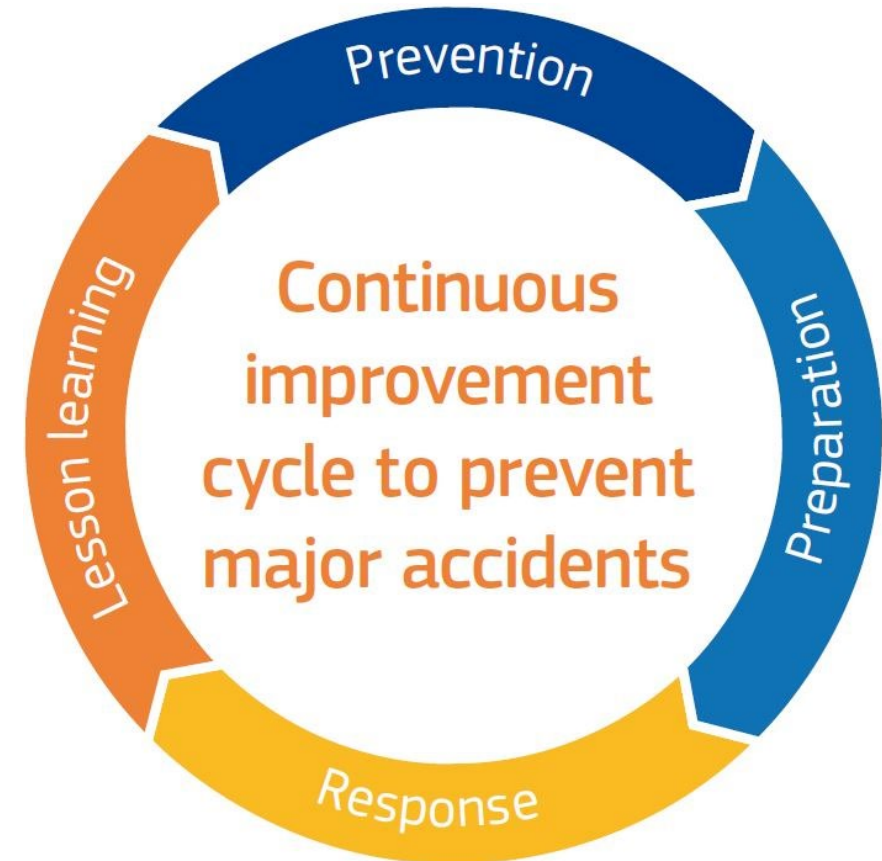 Prevention
Preparation
Response
Lesson learning
Continuous
improvement
cycle to prevent
major accidents